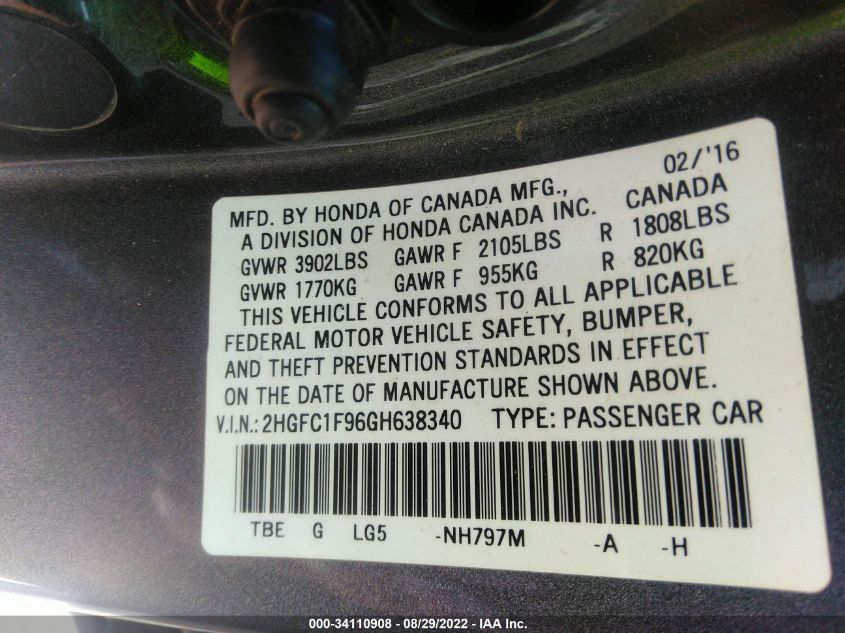 02/'16
MFD. BY HONDA OF CANADA MFG., CANADA
A DIVISION OF HONDA CANADA INC.
GVWR 3902LBS GAWR F 2105LBS R 1808LBS
GVWR 1770KG GAWR F 955KG R 820KG
THIS VEHICLE CONFORMS TO ALL APPLICABLE
FEDERAL MOTOR VEHICLE SAFETY, BUMPER,
AND THEFT PREVENTION STANDARDS IN EFFECT
ON THE DATE OF MANUFACTURE SHOWN ABOVE.
V.I.N.: 2HGFC1F96GH638340 TYPE: PASSENGER CAR
TBE G LG5 -NH797M -A -H
000-34110908 - 08/29/2022 - IAA Inc.